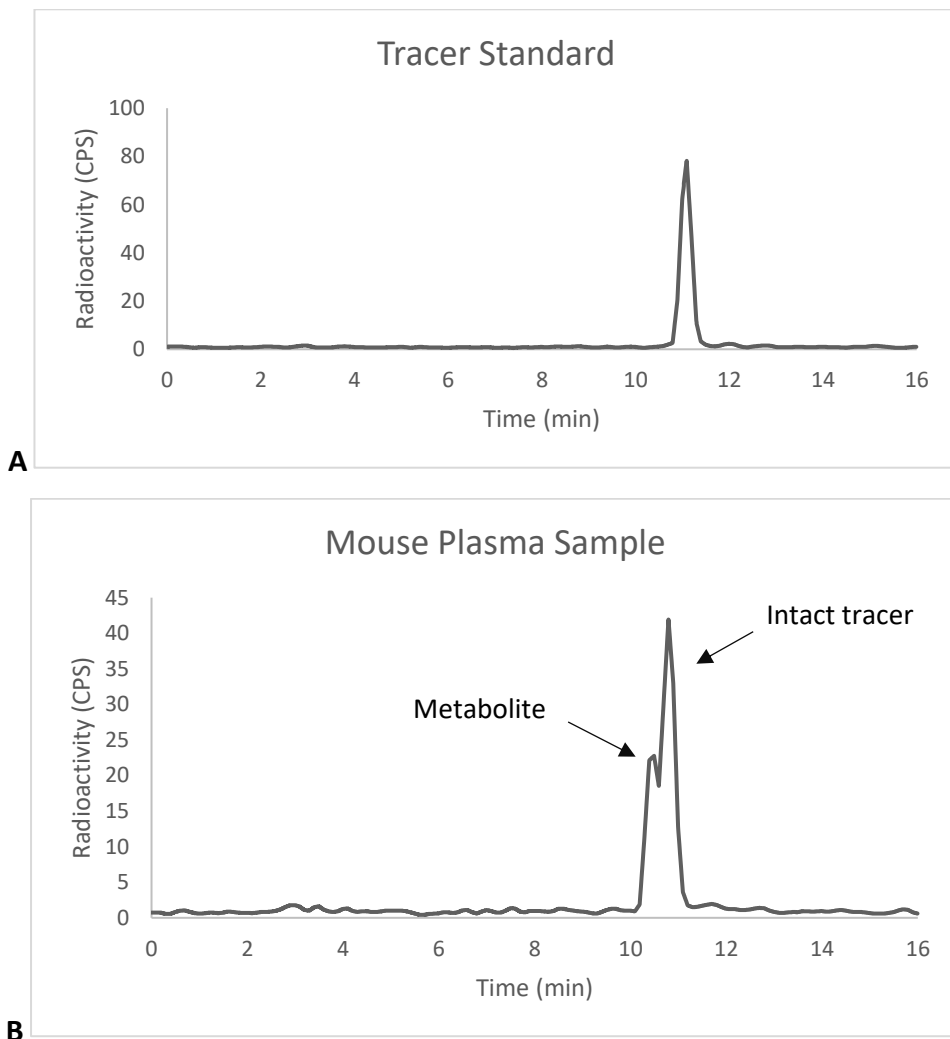 Tracer Standard
Radioactivity (CPS)
100
80
60
40
20
0
0 2 4 6 8 10 12 14 16
Time (min)
A
Mouse Plasma Sample
Radioactivity (CPS)
45
40
35
30
25
20
15
10
5
0
Intact tracer
Metabolite
0 2 4 6 8 10 12 14 16
Time (min)
B